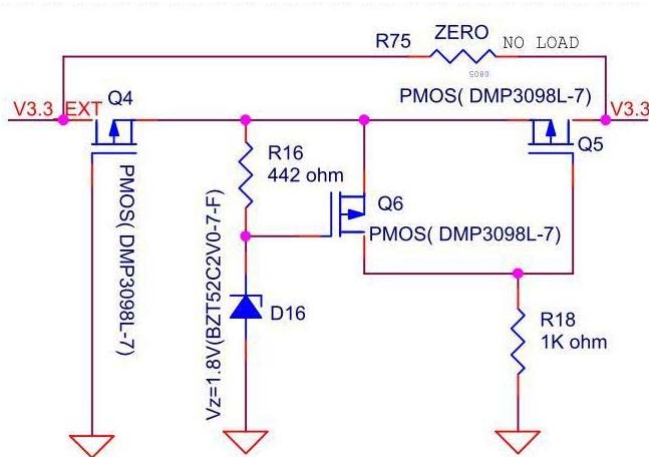 R75 ZERO NO LOAD
5080
V3.3_EXT Q4 PMOS( DMP3098L-7) V3.3
Q5
R16
442 ohm
PMOS( DMP3098L-7)
Q6
PMOS( DMP3098L-7)
Vz=1.8V(BZT52C2V0-7-F)
D16
R18
1K ohm